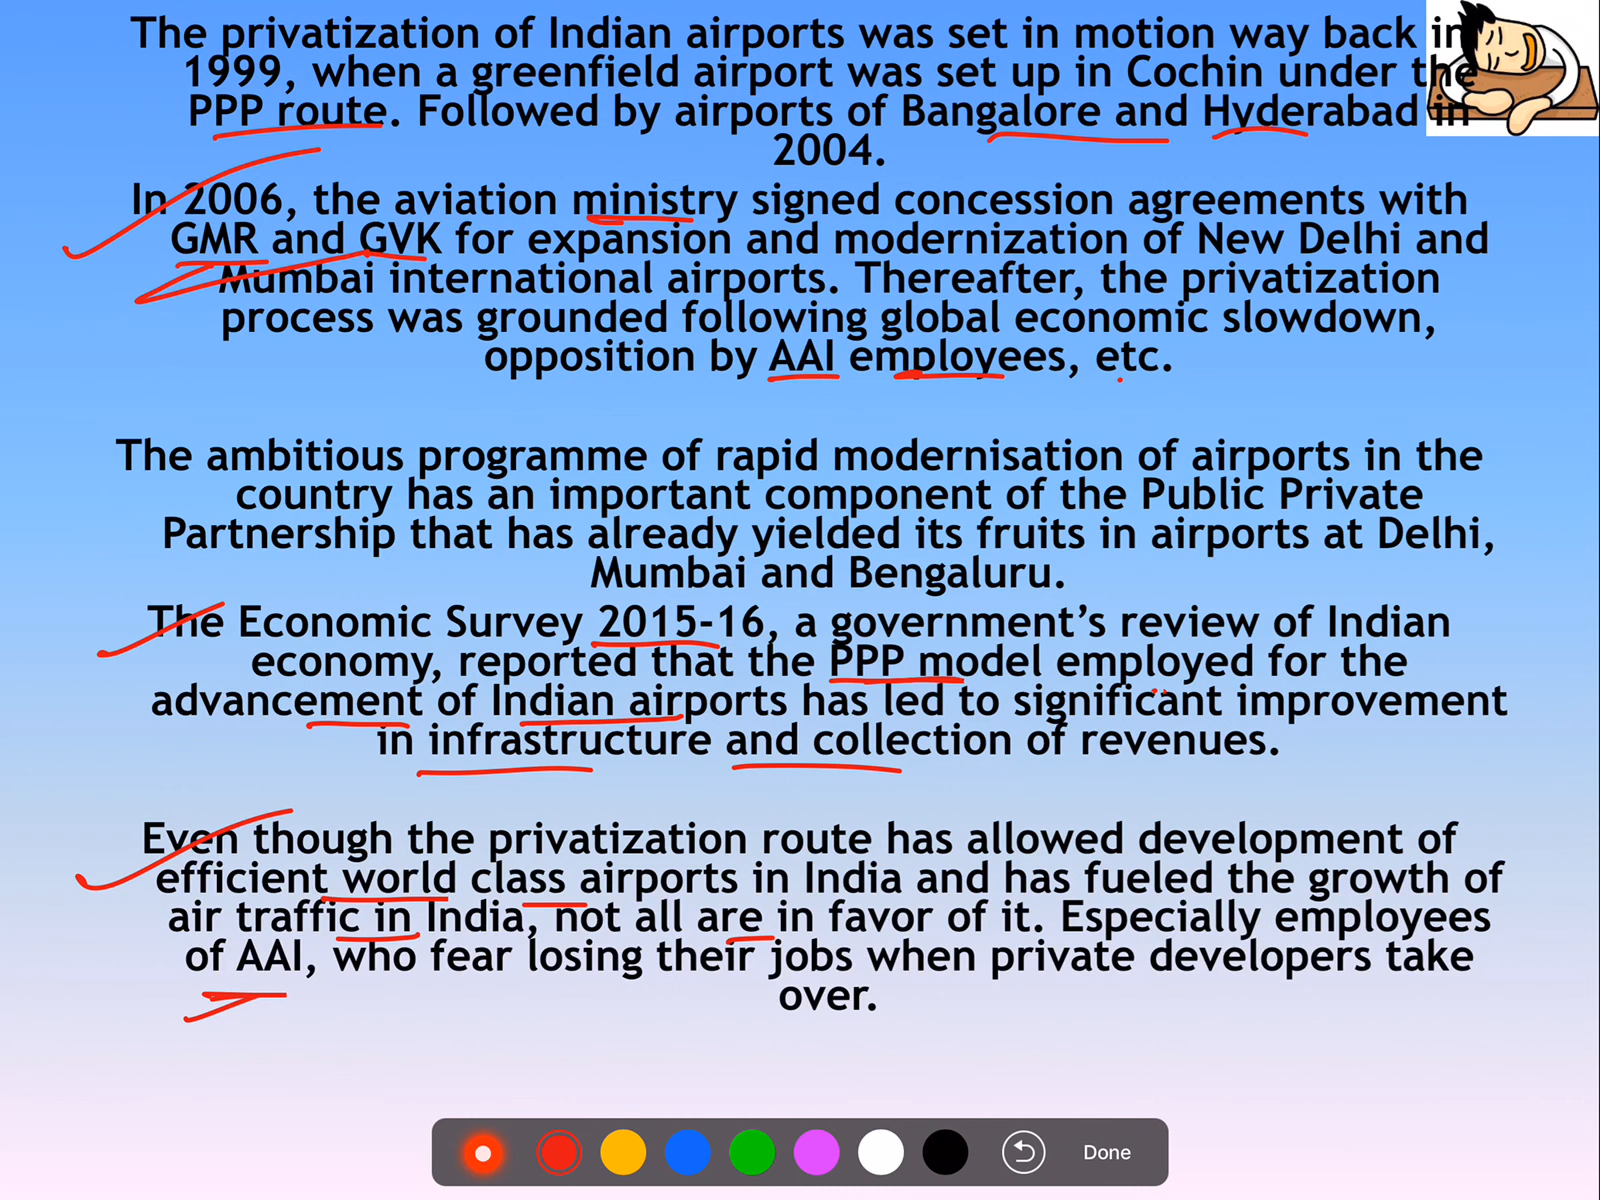 The privatization of Indian airports was set in motion way back in
1999, when a greenfield airport was set up in Cochin under the
PPP route. Followed by airports of Bangalore and Hyderabad in
2004.
In 2006, the aviation ministry signed concession agreements with
GMR and GVK for expansion and modernization of New Delhi and
Mumbai international airports. Thereafter, the privatization
process was grounded following global economic slowdown,
opposition by AAI employees, etc.
The ambitious programme of rapid modernisation of airports in the
country has an important component of the Public Private
Partnership that has already yielded its fruits in airports at Delhi,
Mumbai and Bengaluru.
The Economic Survey 2015-16, a government’s review of Indian
economy, reported that the PPP model employed for the
advancement of Indian airports has led to significant improvement
in infrastructure and collection of revenues.
Even though the privatization route has allowed development of
efficient world class airports in India and has fueled the growth of
air traffic in India, not all are in favor of it. Especially employees
of AAI, who fear losing their jobs when private developers take
over.
Done